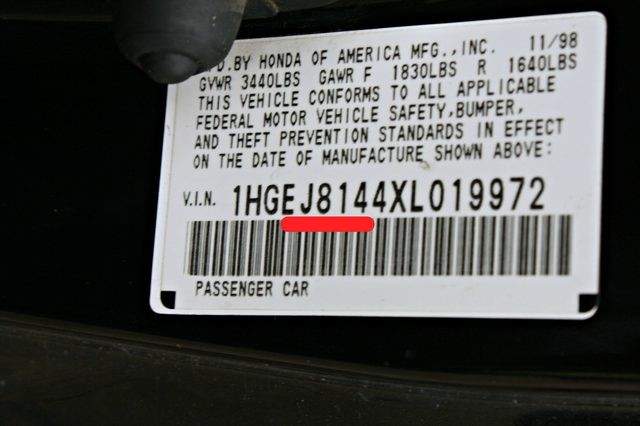 MFD.BY HONDA OF AMERICA MFG.,INC. 11/98
GVWR 3440LBS GAWR F 1830LBS R 1640LBS
THIS VEHICLE CONFORMS TO ALL APPLICABLE
FEDERAL MOTOR VEHICLE SAFETY,BUMPER,
AND THEFT PREVENTION STANDARDS IN EFFECT
ON THE DATE OF MANUFACTURE SHOWN ABOVE:
V.I.N. 1HGEJ8144XL019972
PASSENGER CAR